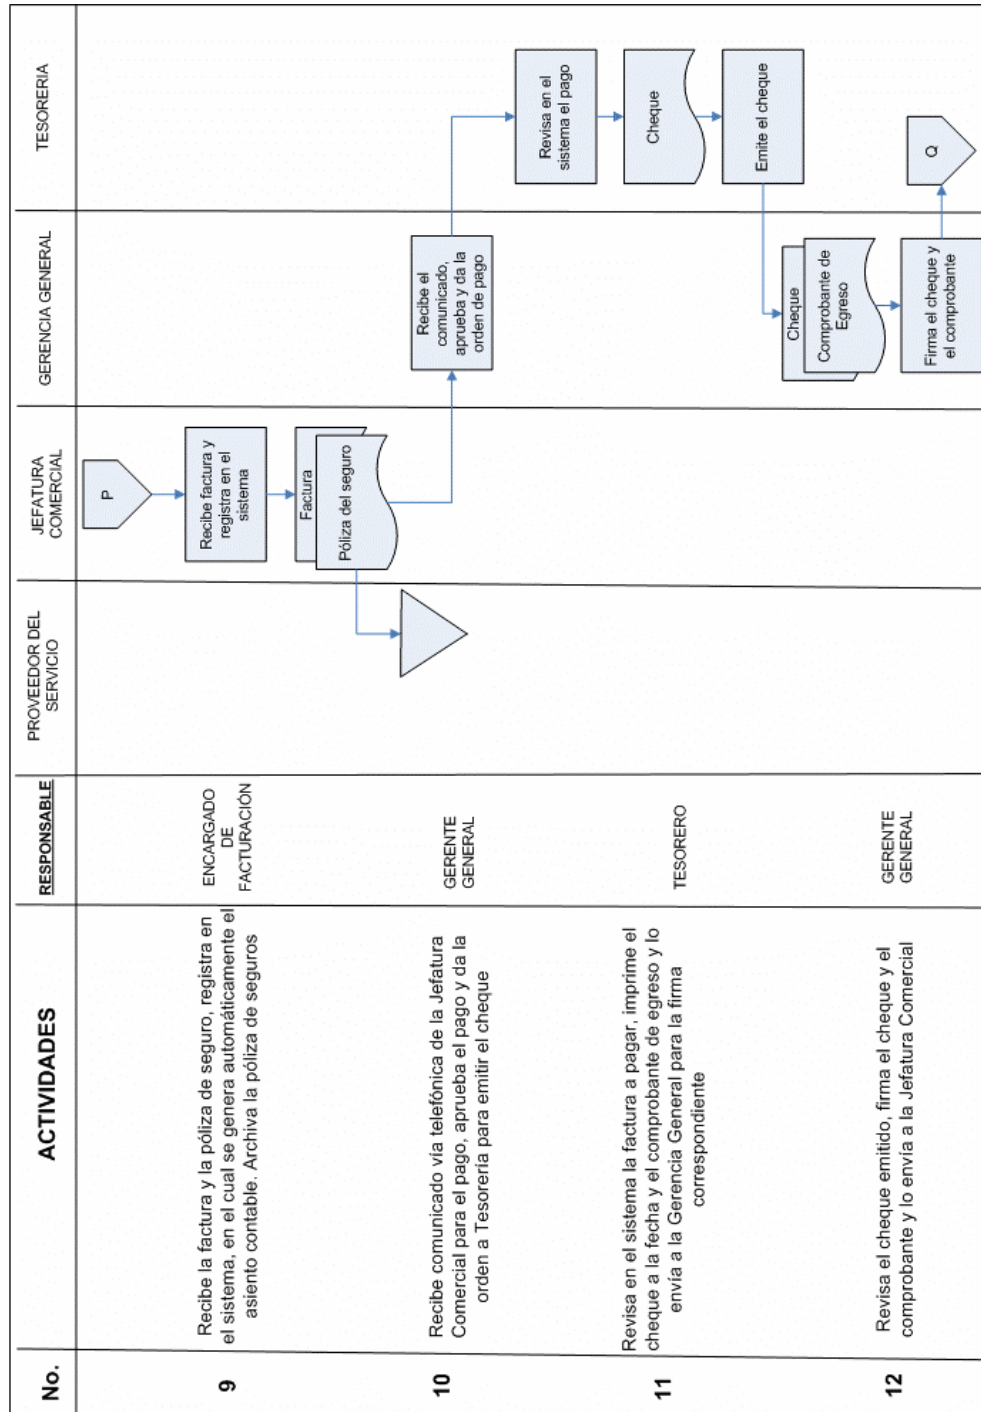 No.
ACTIVIDADES
RESPONSABLE
PROVEEDOR DEL
SERVICIO
JEFATURA
COMERCIAL
GERENCIA GENERAL
TESORERIA
P
9
Recibe la factura y la póliza de seguro, registra en
el sistema, en el cual se genera automáticamente el
asiento contable. Archiva la póliza de seguros
ENCARGADO
DE
FACTURACIÓN
Recibe factura y
registra en el
sistema
Factura
Póliza del seguro
10
Recibe comunicado vía telefónica de la Jefatura
Comercial para el pago, aprueba el pago y da la
orden a Tesorería para emitir el cheque
GERENTE
GENERAL
Recibe el
comunicado,
aprueba y da la
orden de pago
11
Revisa en el sistema la factura a pagar, imprime el
cheque a la fecha y el comprobante de egreso y lo
envía a la Gerencia General para la firma
correspondiente
TESORERO
Revisa en el
sistema el pago
Cheque
Emite el cheque
12
Revisa el cheque emitido, firma el cheque y el
comprobante y lo envía a la Jefatura Comercial
GERENTE
GENERAL
Cheque
Comprobante de
Egreso
Firma el cheque y
el comprobante
Q